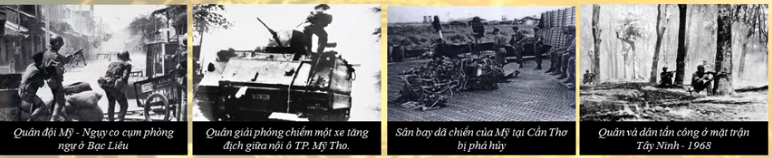 Quân đội Mỹ - Ngụy co cụm phòng
ngự ở Bạc Liêu
Quân giải phóng chiếm một xe tăng
địch giữa nội ô TP. Mỹ Tho.
Sân bay dã chiến của Mỹ tại Cần Thơ
bị phá hủy
Quân và dân tấn công ở mặt trận
Tây Ninh - 1968